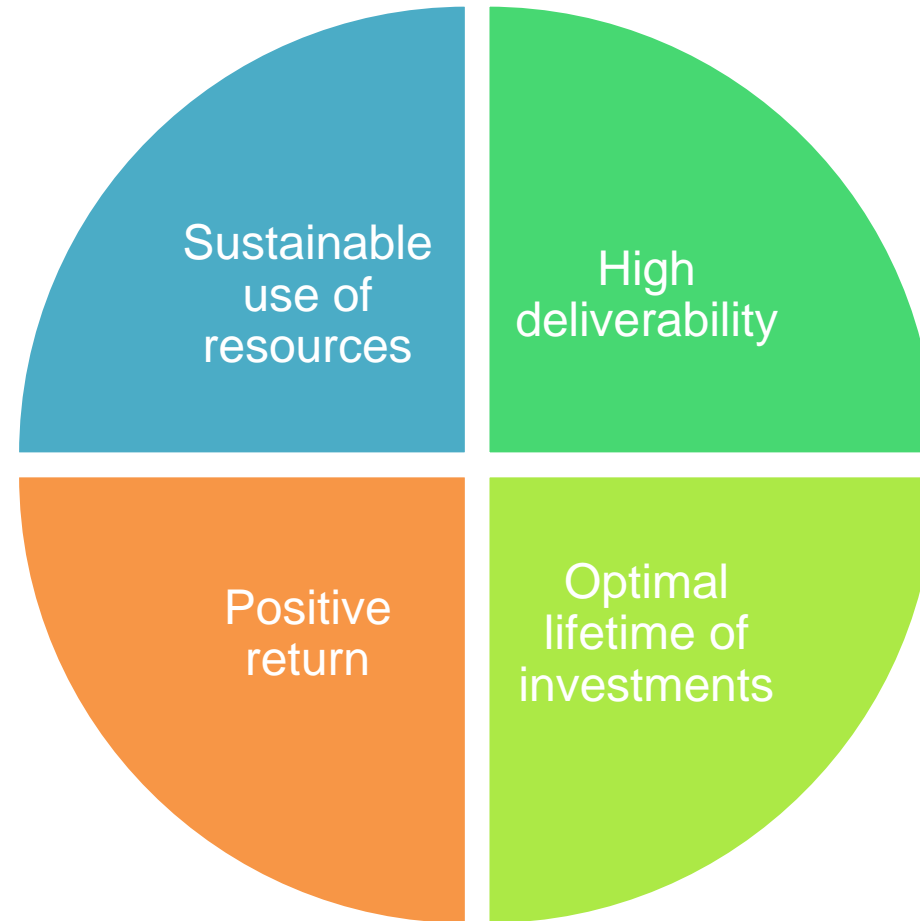 Sustainable
use of
resources
High
deliverability
Positive
return
Optimal
lifetime of
investments